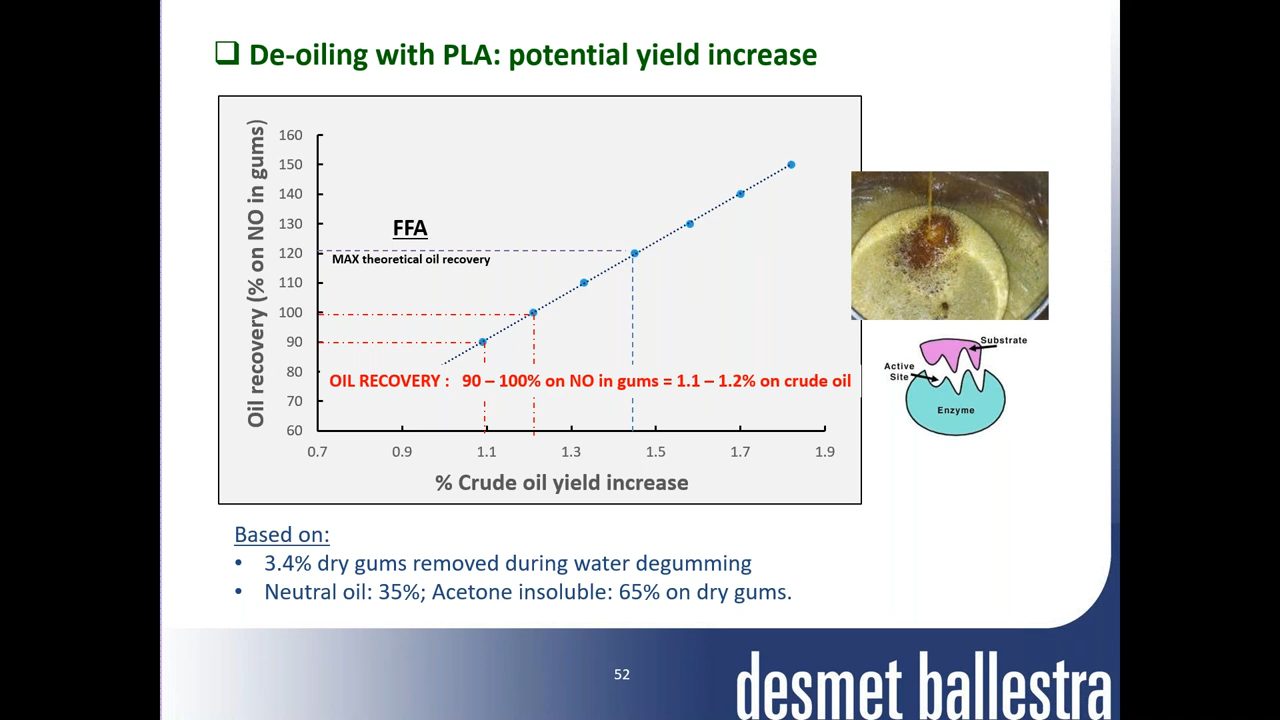 ❑ De-oiling with PLA: potential yield increase
Oil recovery (% on NO in gums)
160
150
140
130
120
110
100
90
80
70
60
FFA
MAX theoretical oil recovery
OIL RECOVERY : 90 – 100% on NO in gums = 1.1 – 1.2% on crude oil
0.7 0.9 1.1 1.3 1.5 1.7 1.9
% Crude oil yield increase
Substrate
Active
Site
Enzyme
Based on:
• 3.4% dry gums removed during water degumming
• Neutral oil: 35%; Acetone insoluble: 65% on dry gums.
52
desmet ballestra